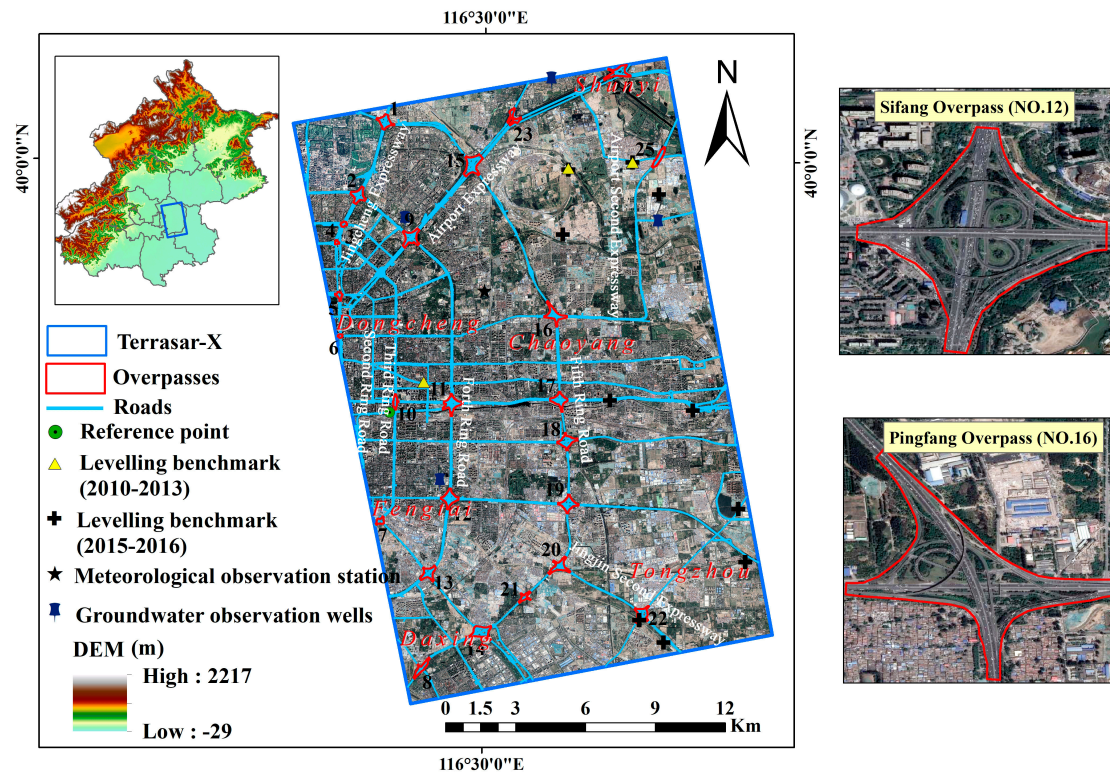 116°30'0"E
40°0'0"N
40°0'0"N
N
Shunyi
1
23
Jingcheng Expressway
15
Airport Expressway
Airport Second Expressway
25
2
4
9
5
Dongcheng
6
16
Chaoyang
Second Ring Road
Third Ring Road
Forth Ring Road
Fifth Ring Road
11
10
17
18
Fengtai
12
19
7
13
20
Jingjin Second Expressway
Tongzhou
21
22
Daxing
14
8
Terrasar-X
Overpasses
Roads
Reference point
Levelling benchmark
(2010-2013)
Levelling benchmark
(2015-2016)
Meteorological observation station
Groundwater observation wells
DEM (m)
High : 2217
Low : -29
0 1.5 3 6 9 12
Km
116°30'0"E
Sifang Overpass (NO.12)
Pingfang Overpass (NO.16)